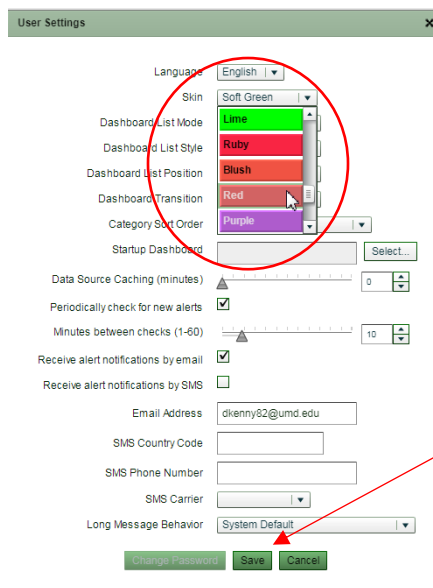 User Settings
Language English
Skin Soft Green
Dashboard List Mode Lime
Dashboard List Style Ruby
Dashboard List Position Blush
Dashboard Transition Red
Category Sort Order Purple
Startup Dashboard Select...
Data Source Caching (minutes) 0
Periodically check for new alerts
Minutes between checks (1-60) 10
Receive alert notifications by email
Receive alert notifications by SMS
Email Address dkenny82@umd.edu
SMS Country Code
SMS Phone Number
SMS Carrier
Long Message Behavior System Default
Change Password Save Cancel